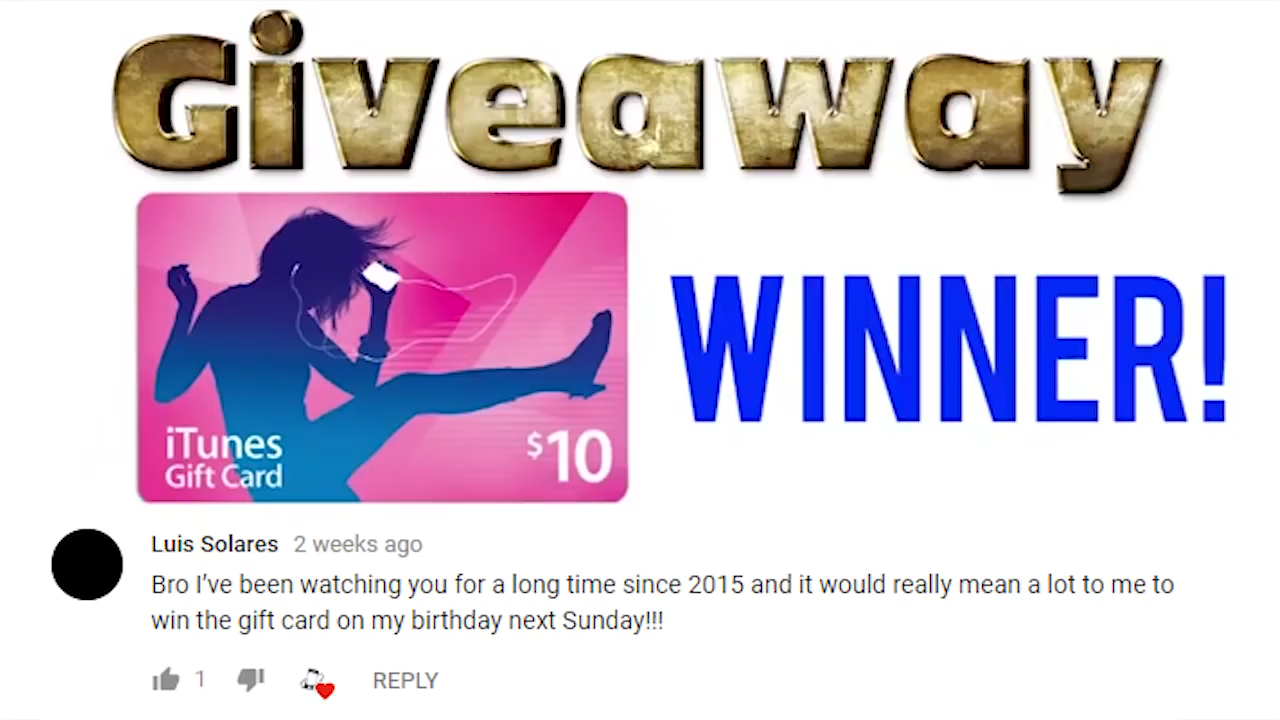 Giveaway
WINNER!
iTunes
Gift Card
$10
Luis Solares 2 weeks ago
Bro I’ve been watching you for a long time since 2015 and it would really mean a lot to me to
win the gift card on my birthday next Sunday!!!
1 REPLY